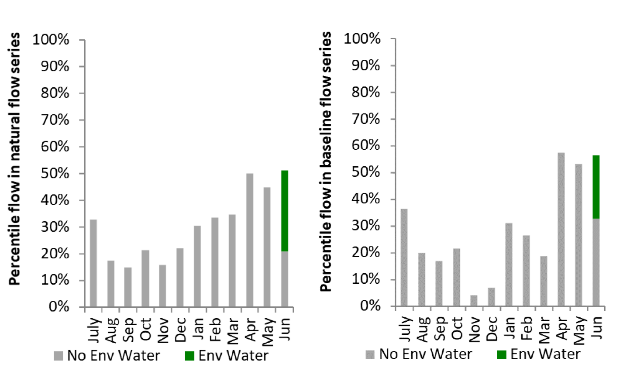 Percentile flow in natural flow series
100%
90%
80%
70%
60%
50%
40%
30%
20%
10%
0%
July
Aug
Sep
Oct
Nov
Dec
Jan
Feb
Mar
Apr
May
Jun
No Env Water
Env Water
Percentile flow in baseline flow series
100%
90%
80%
70%
60%
50%
40%
30%
20%
10%
0%
July
Aug
Sep
Oct
Nov
Dec
Jan
Feb
Mar
Apr
May
Jun
No Env Water
Env Water